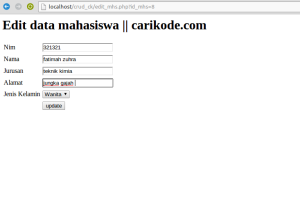 localhost/crud_ck/edit_mhs.php?id_mhs=8
Edit data mahasiswa || carikode.com
Nim 321321
Nama fatimah zuhra
Jurusan teknik kimia
Alamat jungka gajah
Jenis Kelamin Wanita
update